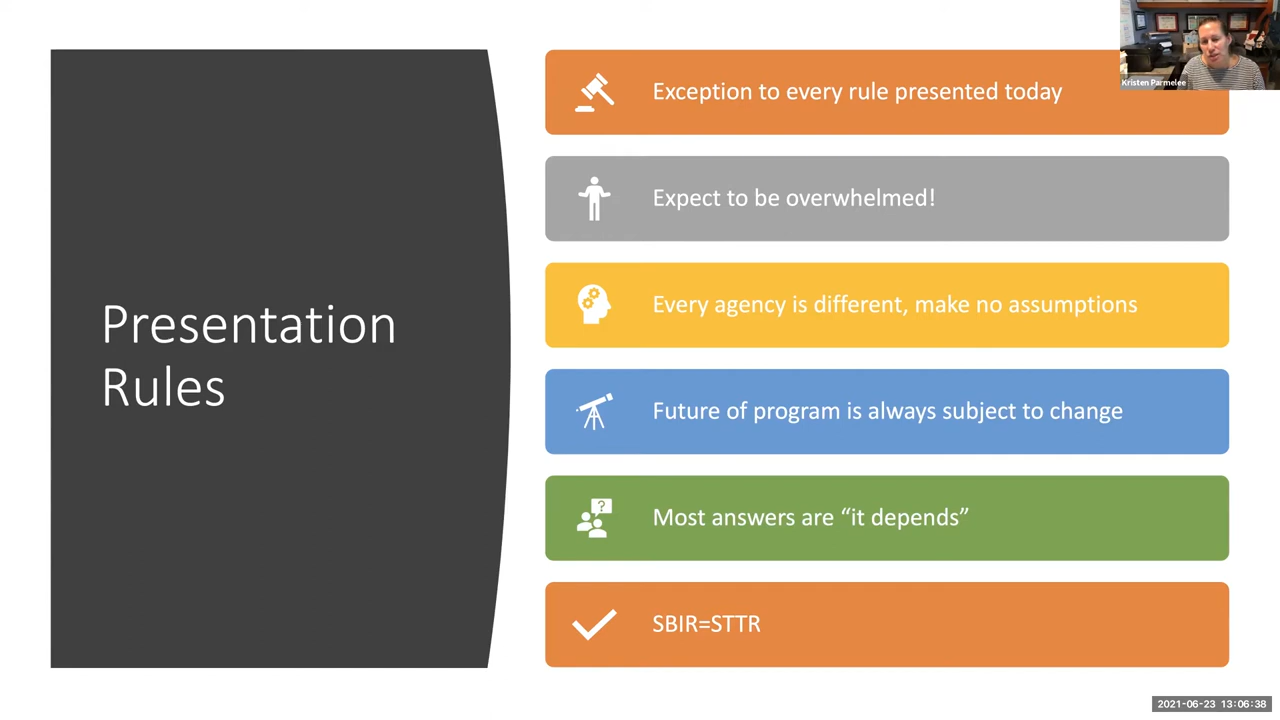 Presentation
Rules
Exception to every rule presented today
Expect to be overwhelmed!
Every agency is different, make no assumptions
Future of program is always subject to change
?
Most answers are “it depends”
SBIR=STTR
Kristen Parmelee
2021-06-23 13:06:38